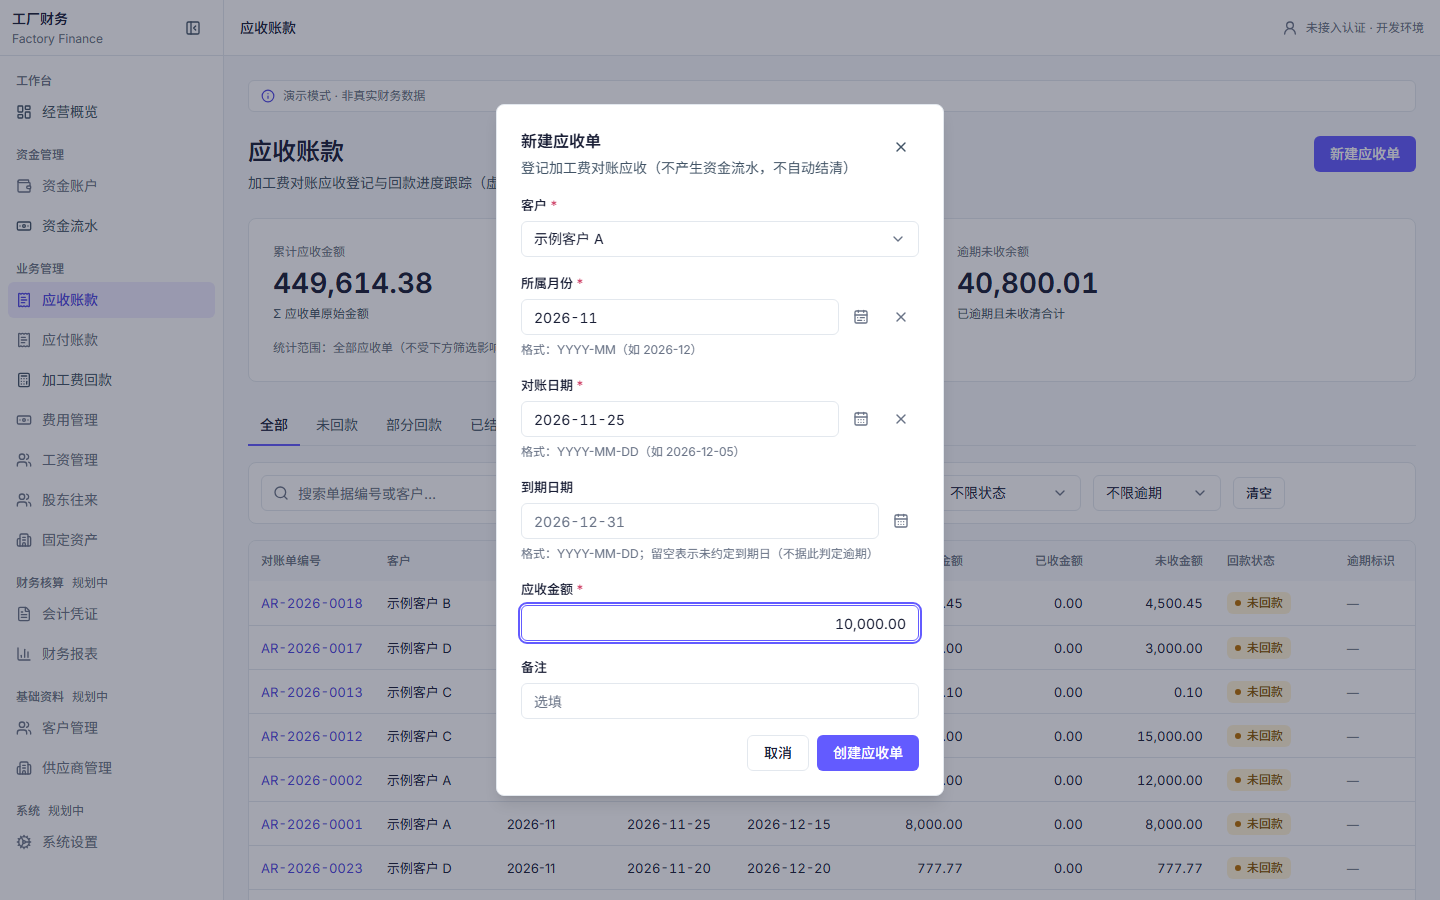 工厂财务
Factory Finance
应收账款
未接入认证 · 开发环境
工作台
经营概览
资金管理
资金账户
资金流水
业务管理
应收账款
应付账款
加工费回款
费用管理
工资管理
股东往来
固定资产
财务核算 规划中
会计凭证
财务报表
基础资料 规划中
客户管理
供应商管理
系统 规划中
系统设置
演示模式 · 非真实财务数据
应收账款
加工费对账应收登记与回款进度跟踪（虚
新建应收单
累计应收金额
449,614.38
Σ 应收单原始金额
统计范围：全部应收单（不受下方筛选影响
逾期未收余额
40,800.01
已逾期且未收清合计
全部 未回款 部分回款 已结
搜索单据编号或客户...
不限状态 不限逾期 清空
对账单编号 客户 金额 已收金额 未收金额 回款状态 逾期标识
AR-2026-0018 示例客户 B .45 0.00 4,500.45 未回款 —
AR-2026-0017 示例客户 D .00 0.00 3,000.00 未回款 —
AR-2026-0013 示例客户 C .10 0.00 0.10 未回款 —
AR-2026-0012 示例客户 C .00 0.00 15,000.00 未回款 —
AR-2026-0002 示例客户 A .00 0.00 12,000.00 未回款 —
AR-2026-0001 示例客户 A 2026-11 2026-11-25 2026-12-15 8,000.00 0.00 8,000.00 未回款 —
AR-2026-0023 示例客户 D 2026-11 2026-11-20 2026-12-20 777.77 0.00 777.77 未回款 —
新建应收单
登记加工费对账应收（不产生资金流水，不自动结清）
客户 *
示例客户 A
所属月份 *
2026-11
格式：YYYY-MM（如 2026-12）
对账日期 *
2026-11-25
格式：YYYY-MM-DD（如 2026-12-05）
到期日期
2026-12-31
格式：YYYY-MM-DD；留空表示未约定到期日（不据此判定逾期）
应收金额 *
10,000.00
备注
选填
取消 创建应收单